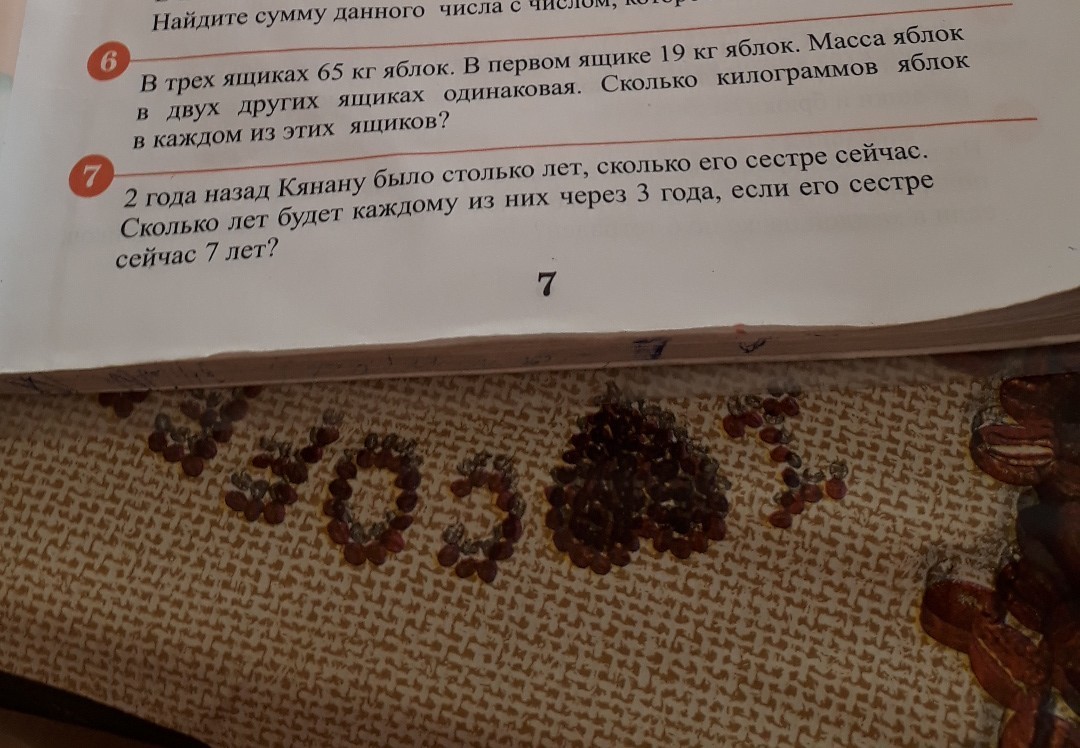 Найдите сумму данного числа с числом,
6
В трех ящиках 65 кг яблок. В первом ящике 19 кг яблок. Масса яблок
в двух других ящиках одинаковая. Сколько килограммов яблок
в каждом из этих ящиков?
7
2 года назад Кянану было столько лет, сколько его сестре сейчас.
Сколько лет будет каждому из них через 3 года, если его сестре
сейчас 7 лет?
7